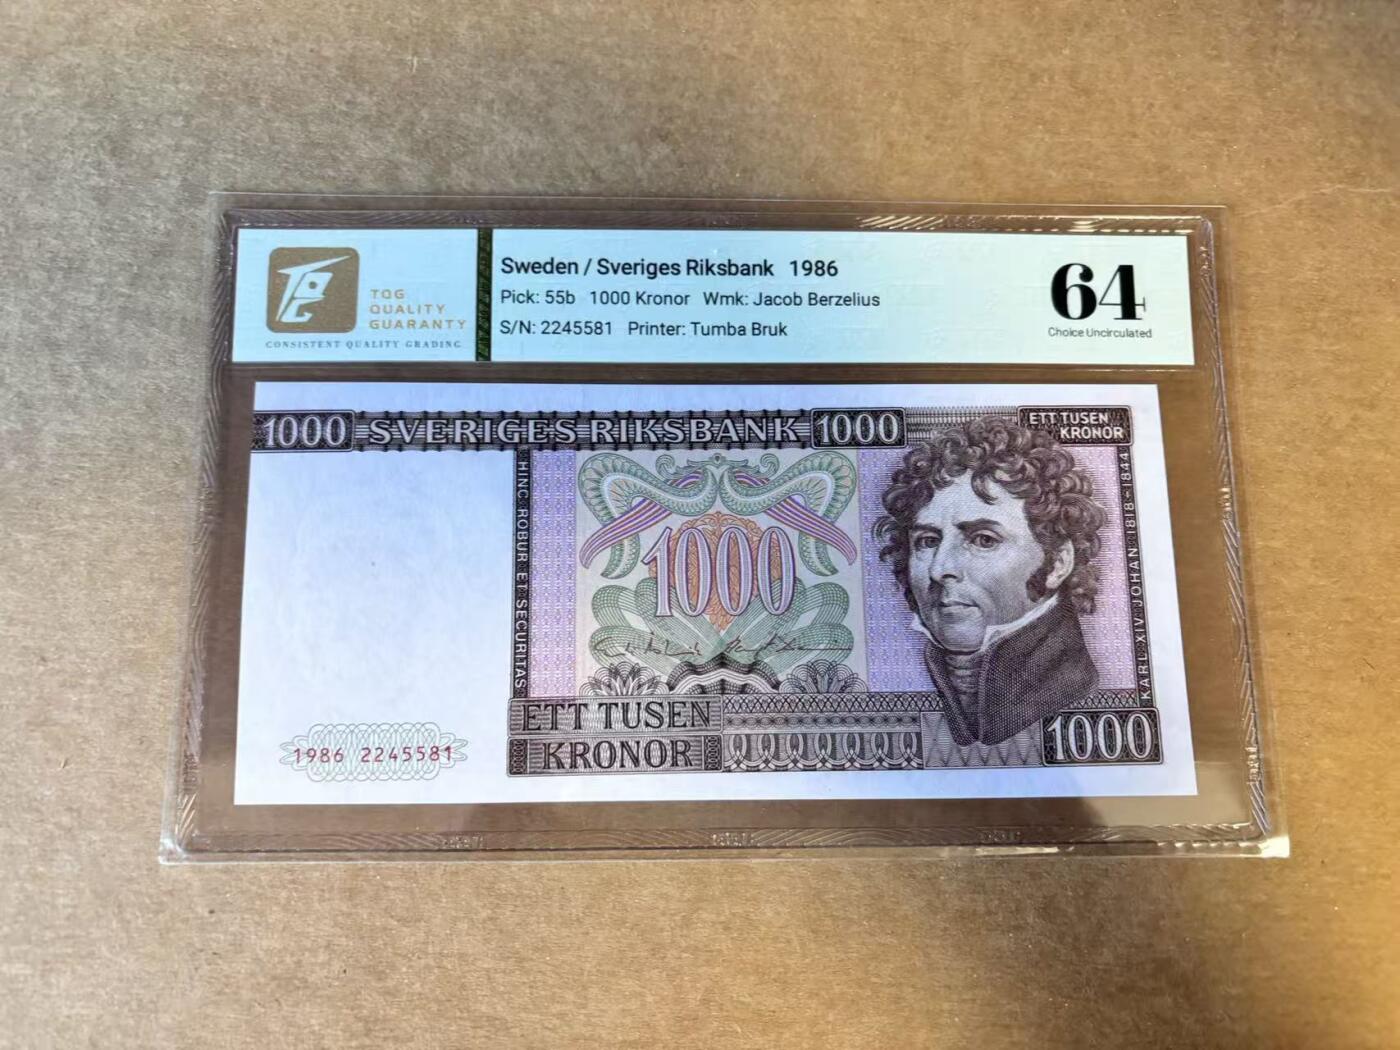 TQG
QUALITY
GUARANTY
CONSISTENT QUALITY GRADING
Sweden / Sveriges Riksbank 1986
Pick: 55b 1000 Kronor Wmk: Jacob Berzelius
S/N: 2245581 Printer: Tumba Bruk
64
Choice Uncirculated
1000 SVERIGES RIKSBANK 1000
ETT TUSEN
KRONOR
HINC ROBUR ET SECURITAS
1000
KARL XIV JOHAN 1818-1844
ETT TUSEN
KRONOR
1000
1986 2245581